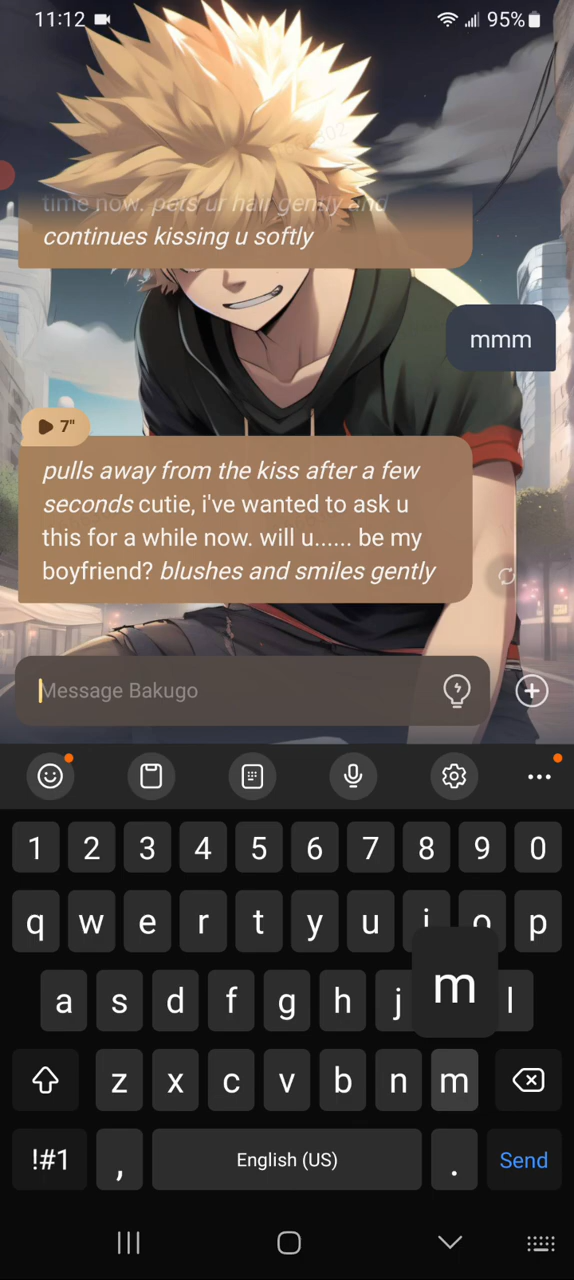 11:12
95%
time now. pats ur hair gently and
continues kissing u softly
mmm
7"
pulls away from the kiss after a few
seconds cutie, i've wanted to ask u
this for a while now. will u...... be my
boyfriend? blushes and smiles gently
Message Bakugo
1 2 3 4 5 6 7 8 9 0
q w e r t y u i o p
a s d f g h j l
m
z x c v b n m
!#1 , English (US) . Send